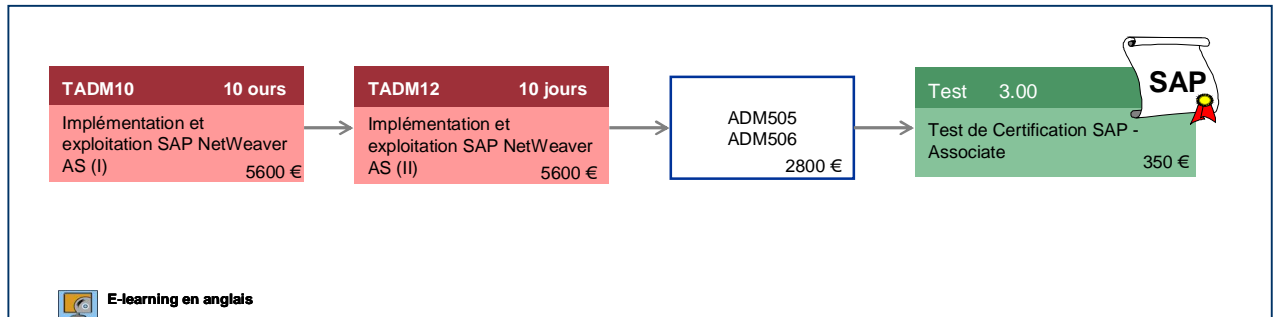 TADM10 10 ours
Implémentation et
exploitation SAP NetWeaver
AS (I)
5600 €
TADM12 10 jours
Implémentation et
exploitation SAP NetWeaver
AS (II)
5600 €
ADM505
ADM506
2800 €
Test 3.00
Test de Certification SAP -
Associate
350 €
SAP
E-learning en anglais